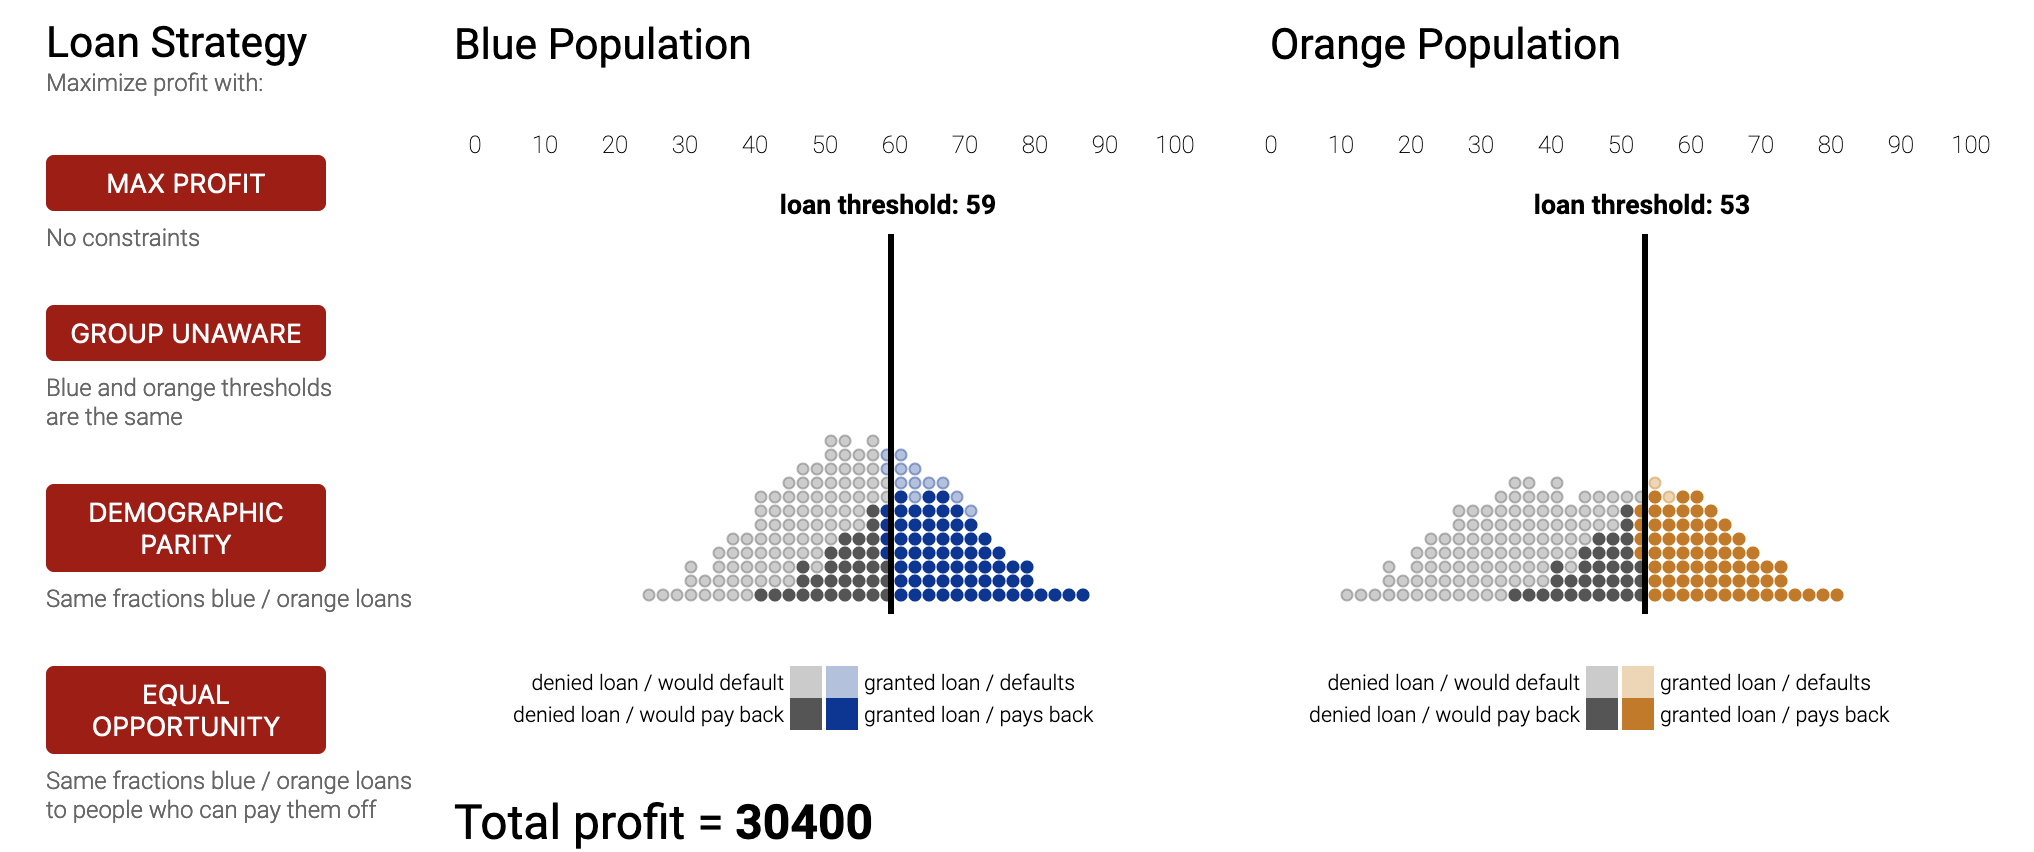 Loan Strategy
Maximize profit with:
MAX PROFIT
No constraints
GROUP UNAWARE
Blue and orange thresholds
are the same
DEMOGRAPHIC
PARITY
Same fractions blue / orange loans
EQUAL
OPPORTUNITY
Same fractions blue / orange loans
to people who can pay them off
Blue Population
0 10 20 30 40 50 60 70 80 90 100
loan threshold: 59
denied loan / would default
granted loan / defaults
denied loan / would pay back
granted loan / pays back
Total profit = 30400
Orange Population
0 10 20 30 40 50 60 70 80 90 100
loan threshold: 53
denied loan / would default
granted loan / defaults
denied loan / would pay back
granted loan / pays back